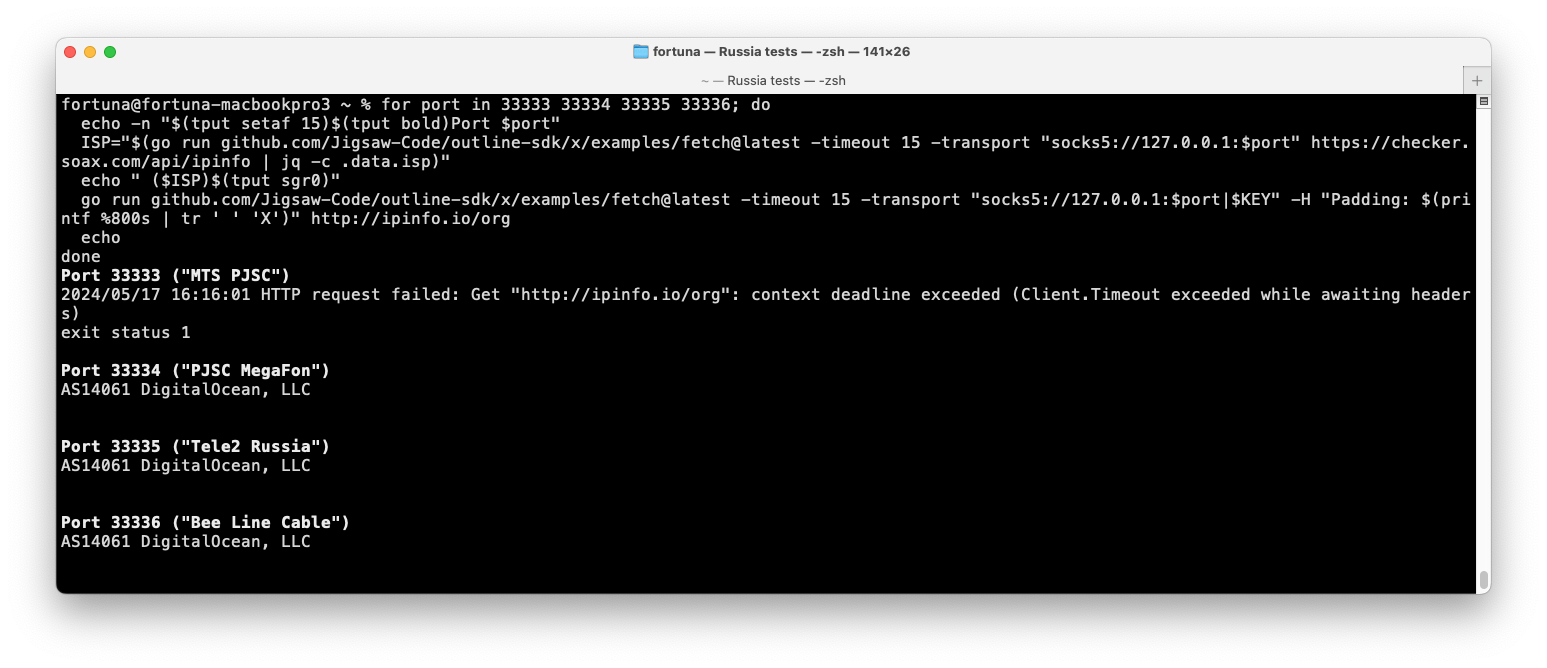 fortuna — Russia tests — -zsh — 141×26
~ — Russia tests — -zsh
+
fortuna@fortuna-macbookpro3 ~ % for port in 33333 33334 33335 33336; do
  echo -n "$(tput setaf 15)$(tput bold)Port $port"
  ISP="$(go run github.com/Jigsaw-Code/outline-sdk/x/examples/fetch@latest -timeout 15 -transport "socks5://127.0.0.1:$port" https://checker.
soax.com/api/ipinfo | jq -c .data.isp)"
  echo " ($ISP)$(tput sgr0)"
  go run github.com/Jigsaw-Code/outline-sdk/x/examples/fetch@latest -timeout 15 -transport "socks5://127.0.0.1:$port|$KEY" -H "Padding: $(pri
ntf %800s | tr ' ' 'X')" http://ipinfo.io/org
  echo
done
Port 33333 ("MTS PJSC")
2024/05/17 16:16:01 HTTP request failed: Get "http://ipinfo.io/org": context deadline exceeded (Client.Timeout exceeded while awaiting header
s)
exit status 1
Port 33334 ("PJSC MegaFon")
AS14061 DigitalOcean, LLC
Port 33335 ("Tele2 Russia")
AS14061 DigitalOcean, LLC
Port 33336 ("Bee Line Cable")
AS14061 DigitalOcean, LLC